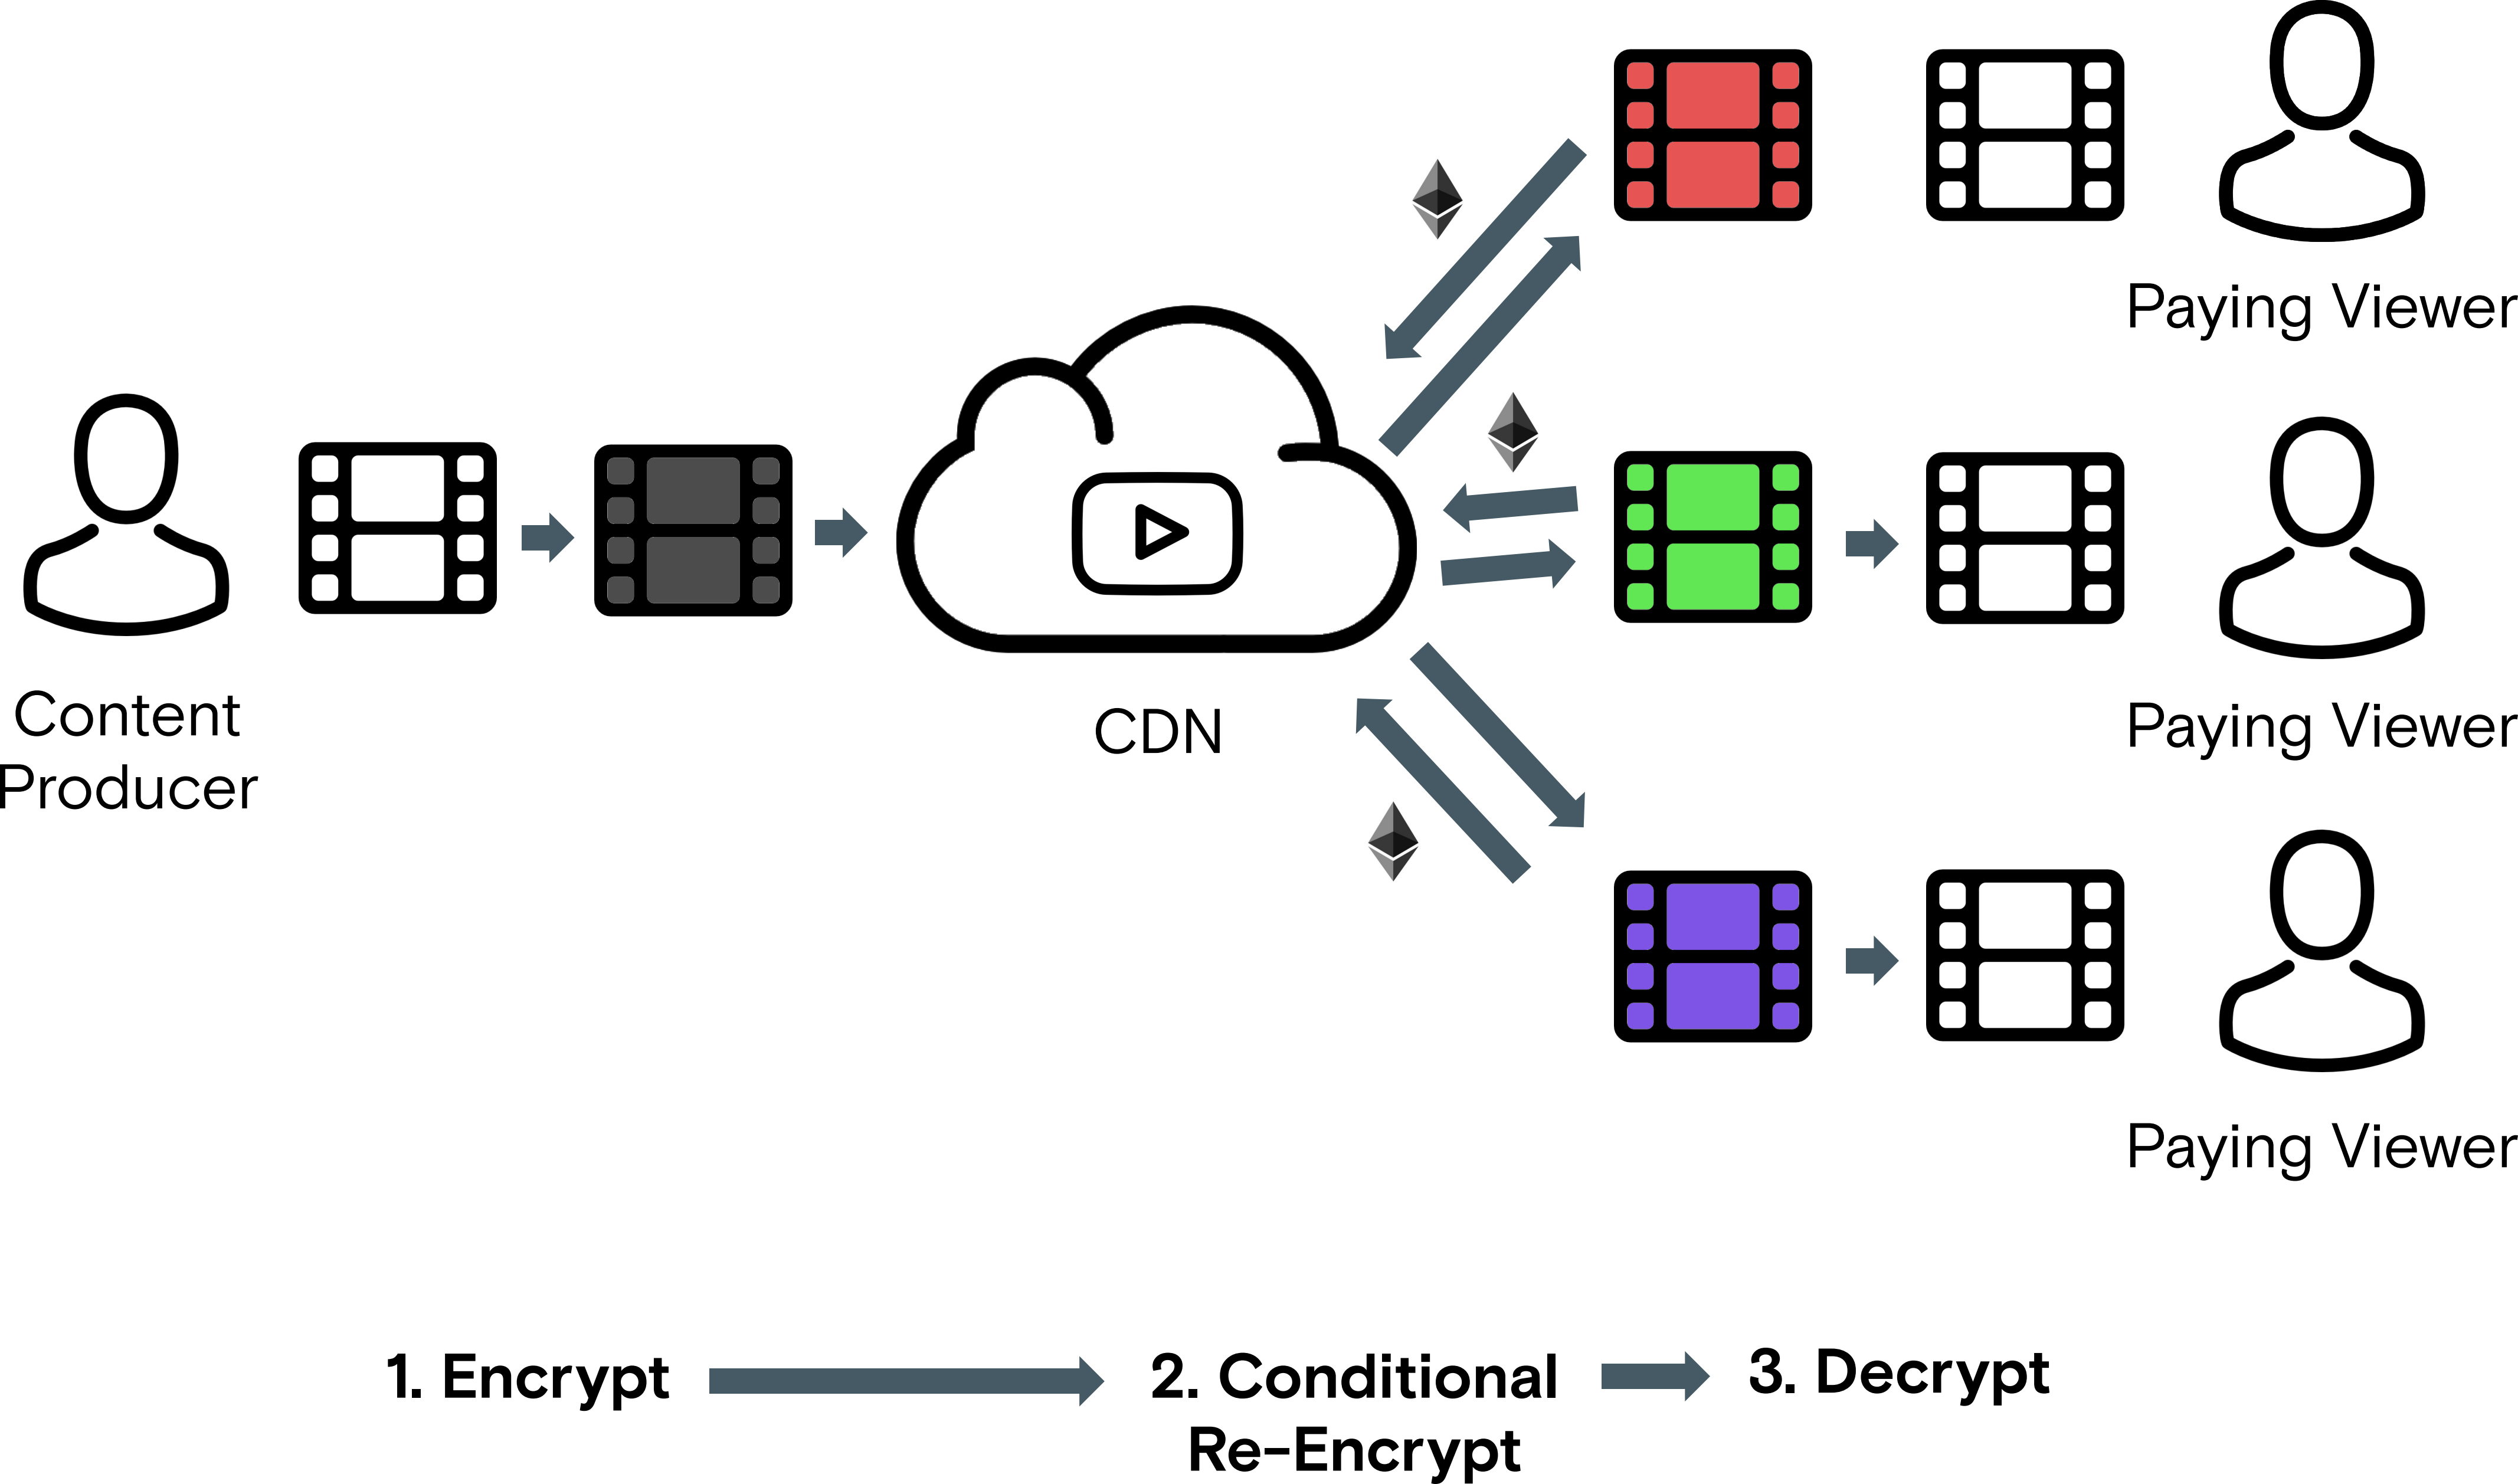 Paying Viewer
Content
Producer
CDN
Paying Viewer
Paying Viewer
1. Encrypt
2. Conditional
Re-Encrypt
3. Decrypt